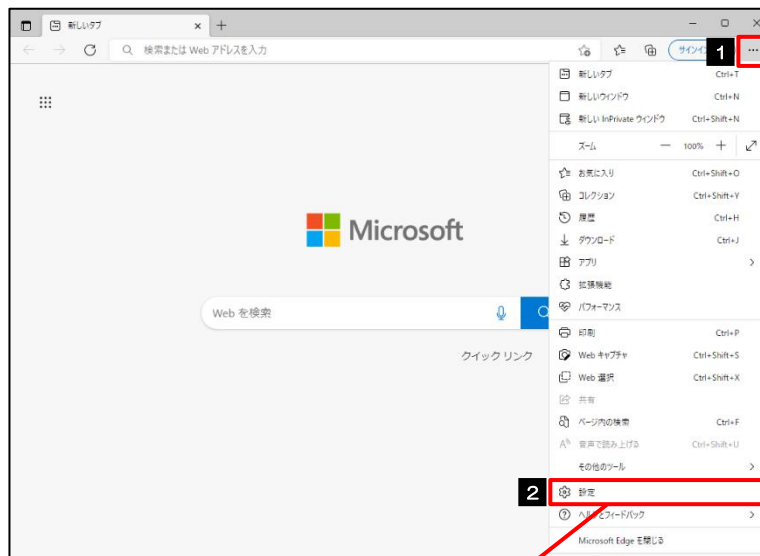 新しいタブ
検索または Web アドレスを入力
1
新しいタブ Ctrl+T
新しいウィンドウ Ctrl+N
新しい InPrivate ウィンドウ Ctrl+Shift+N
ズーム 100%
お気に入り Ctrl+Shift+O
コレクション Ctrl+Shift+Y
履歴 Ctrl+H
ダウンロード Ctrl+J
アプリ
拡張機能
パフォーマンス
Microsoft
Web を検索
クイック リンク
印刷 Ctrl+P
Web キャプチャ Ctrl+Shift+S
Web 選択 Ctrl+Shift+X
共有
ページ内の検索 Ctrl+F
音声で読み上げる Ctrl+Shift+U
その他のツール
2 設定
ヘルプとフィードバック
Microsoft Edge を閉じる